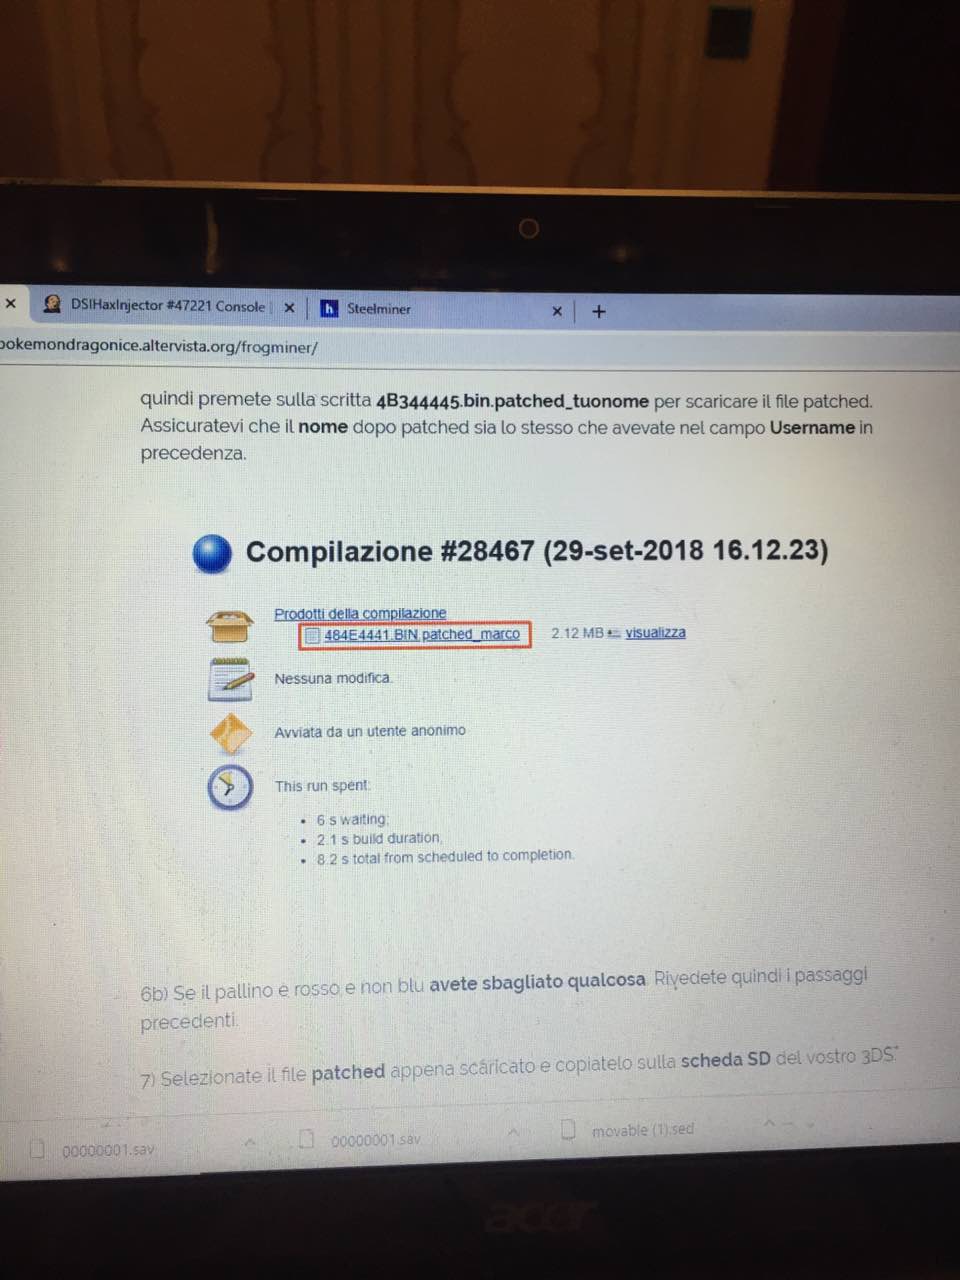 DSIHaxInjector #47221 Console
Steelminer
pokemondragonice.altervista.org/frogminer/
quindi premete sulla scritta 4B344445.bin.patched_tuonome per scaricare il file patched.
Assicuratevi che il nome dopo patched sia lo stesso che avevate nel campo Username in
precedenza.
Compilazione #28467 (29-set-2018 16.12.23)
Prodotti della compilazione
484E4441.BIN.patched_marco 2.12 MB visualizza
Nessuna modifica.
Avviata da un utente anonimo
This run spent:
• 6 s waiting;
• 2.1 s build duration;
• 8.2 s total from scheduled to completion.
6b) Se il pallino è rosso e non blu avete sbagliato qualcosa. Rivedete quindi i passaggi
precedenti.
7) Selezionate il file patched appena scaricato e copiatelo sulla scheda SD del vostro 3DS.*
00000001.sav
00000001.sav
movable (1).sed
acer